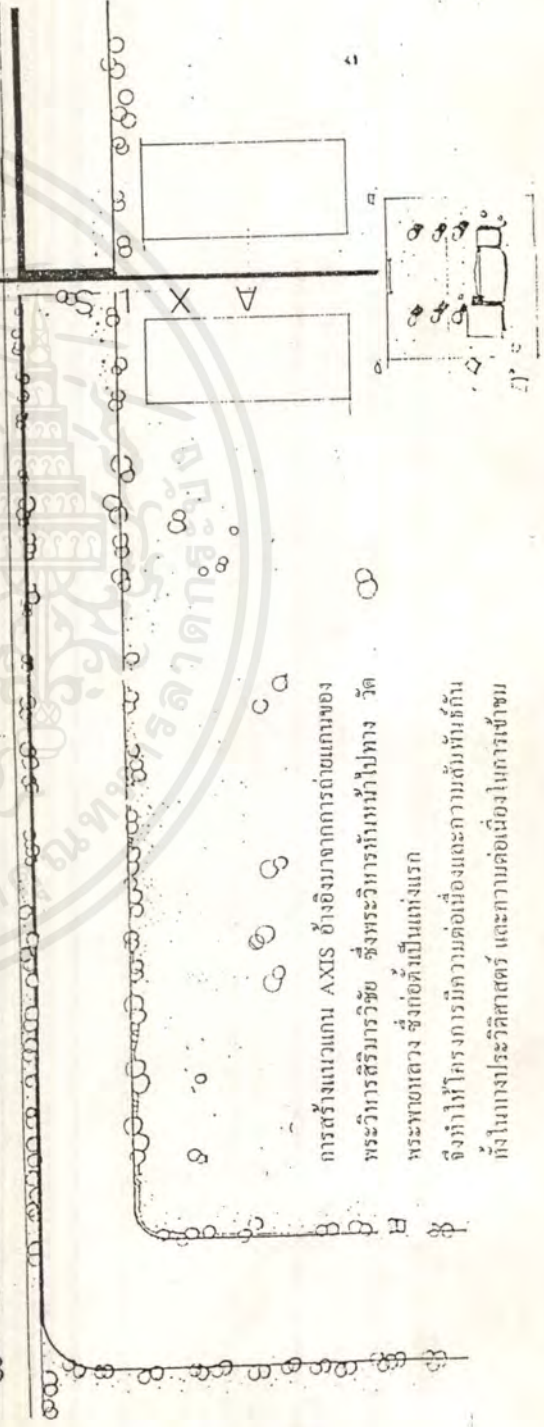 AXIS
การสร้างแนวแกน AXIS อ้างอิงมาจากการถ่ายแกนของ
พระวิหารสิริมารวิชัย ซึ่งพระวิหารหันหน้าไปทาง วัด
พระพายหลวง ซึ่งก่อตั้งเป็นแห่งแรก
จึงทำให้โครงการมีความต่อเนื่องและความสัมพันธ์กัน
ทั้งในทางประวัติศาสตร์ และความต่อเนื่องในการเข้าชม